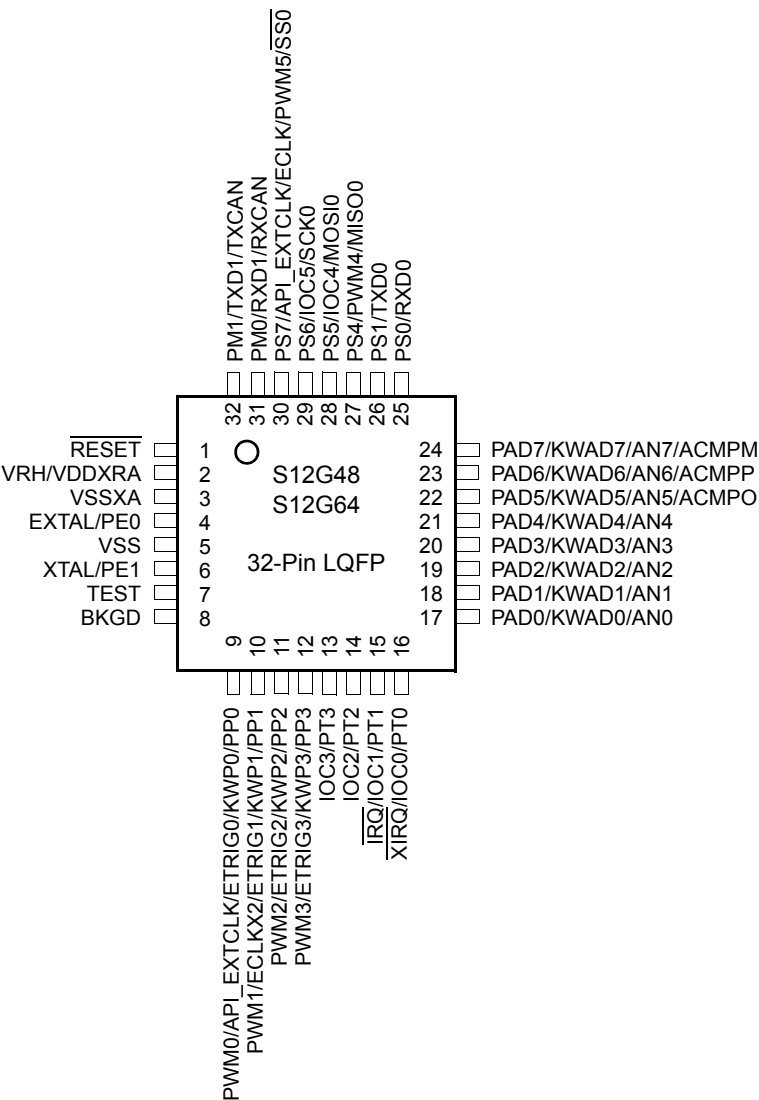 PM1/TXD1/TXCAN
PM0/RXD1/RXCAN
PS7/API_EXTCLK/ECLK/PWM5/SS0
PS6/IOC5/SCK0
PS5/IOC4/MOSI0
PS4/PWM4/MISO0
PS1/TXD0
PS0/RXD0
32
31
30
29
28
27
26
25
RESET 1
VRH/VDDXRA 2
VSSXA 3
EXTAL/PE0 4
VSS 5
XTAL/PE1 6
TEST 7
BKGD 8
S12G48
S12G64
32-Pin LQFP
24 PAD7/KWAD7/AN7/ACMPM
23 PAD6/KWAD6/AN6/ACMPP
22 PAD5/KWAD5/AN5/ACMPO
21 PAD4/KWAD4/AN4
20 PAD3/KWAD3/AN3
19 PAD2/KWAD2/AN2
18 PAD1/KWAD1/AN1
17 PAD0/KWAD0/AN0
9
10
11
12
13
14
15
16
PWM0/API_EXTCLK/ETRIG0/KWP0/PP0
PWM1/ECLKX2/ETRIG1/KWP1/PP1
PWM2/ETRIG2/KWP2/PP2
PWM3/ETRIG3/KWP3/PP3
IOC3/PT3
IOC2/PT2
IRQ/IOC1/PT1
XIRQ/IOC0/PT0